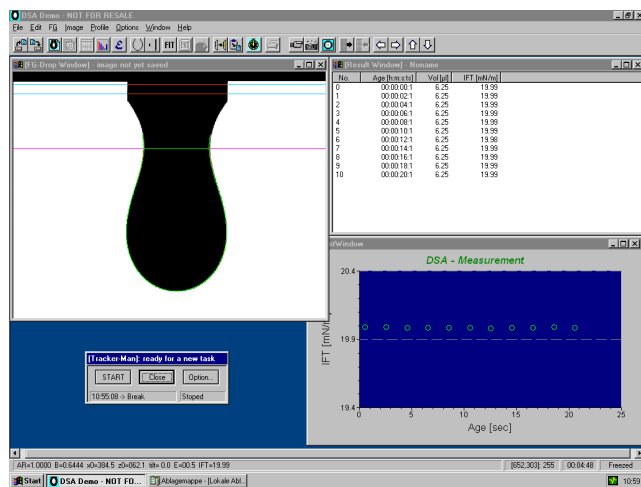 DSA Demo - NOT FOR RESALE
File Edit FG Image Profile Options Window Help
FIT
[FG-Drop Window] - image not yet saved
[Result Window] - Noname
No. Age [h:m:s:ts] Vol [µl] IFT [mN/m]
0 00:00:00:1 6.25 19.99
1 00:00:02:1 6.25 19.99
2 00:00:04:1 6.25 19.99
3 00:00:06:1 6.25 19.99
4 00:00:08:1 6.25 19.99
5 00:00:10:1 6.25 19.99
6 00:00:12:1 6.25 19.98
7 00:00:14:1 6.25 19.99
8 00:00:16:1 6.25 19.99
9 00:00:18:1 6.25 19.99
10 00:00:20:1 6.25 19.99
DSA - Measurement
20.4
19.9
19.4
IFT [mN/m]
0 5 10 15 20 25
Age [sec]
[Tracker-Man]: ready for a new task
START Close Option...
10:55:08 -> Break Stoped
AR=1.0000 B=0.6444 x0=384.5 z0=062.1 tilt= 0.0 E=00.5 IFT=19.99 [652,303]: 255 00:04:48 Freezed
Start DSA Demo - NOT FO... Ablagemappe - [Lokale Abl... 10:59